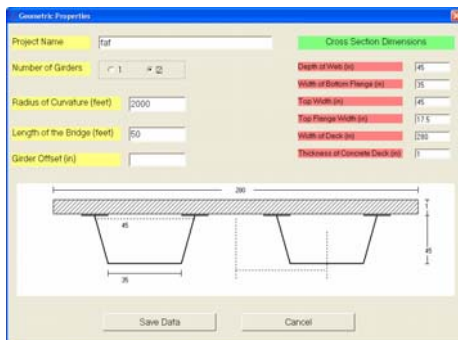 Geometric Properties
Project Name
faf
Number of Girders
1
2
Radius of Curvature (feet)
2000
Length of the Bridge (feet)
50
Girder Offset (in)
Cross Section Dimensions
Depth of Web (in)
45
Width of Bottom Flange (in)
35
Top Width (in)
45
Top Flange Width (in)
17.5
Width of Deck (in)
280
Thickness of Concrete Deck (in)
1
280
1
45
45
35
Save Data
Cancel